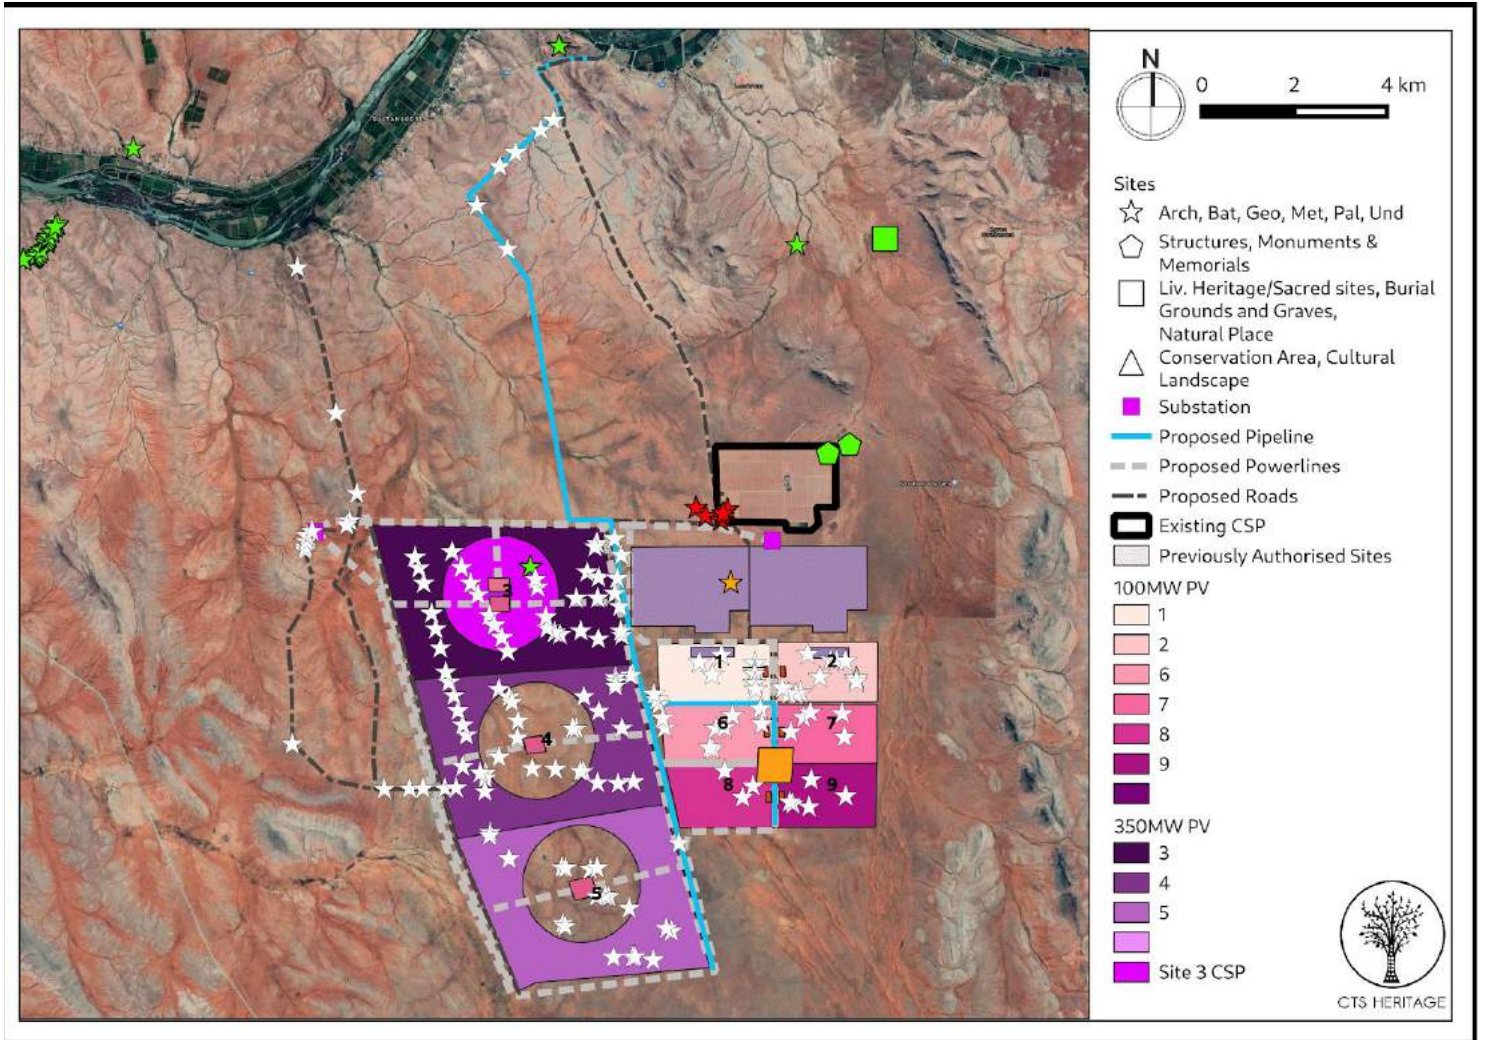 N
0 2 4 km
Sites
Arch, Bat, Geo, Met, Pal, Und
Structures, Monuments &
Memorials
Liv. Heritage/Sacred sites, Burial
Grounds and Graves,
Natural Place
Conservation Area, Cultural
Landscape
Substation
Proposed Pipeline
Proposed Powerlines
Proposed Roads
Existing CSP
Previously Authorised Sites
100MW PV
1
2
6
7
8
9
350MW PV
3
4
5
Site 3 CSP
CTS HERITAGE
3
1
2
6
7
4
8
9
5